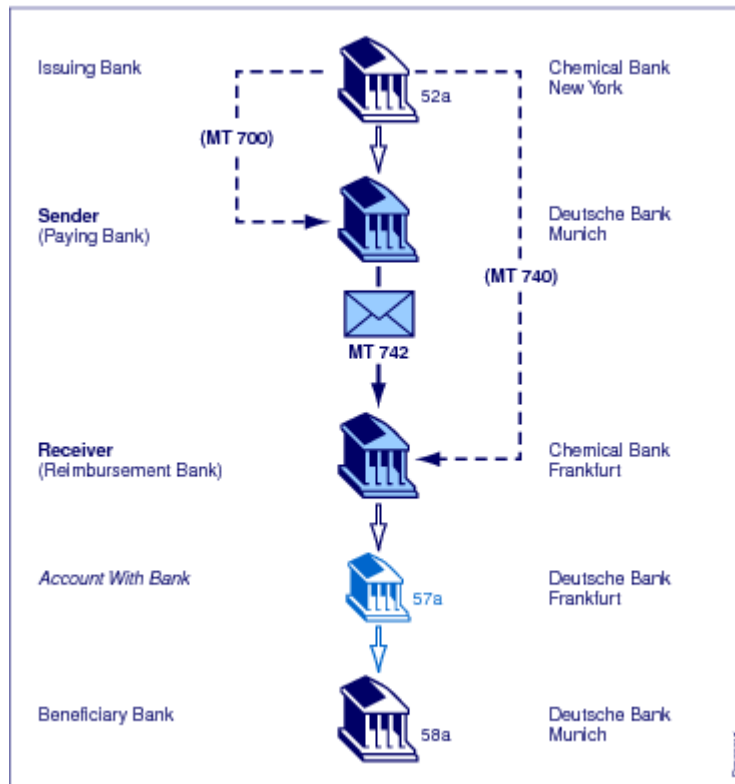 Issuing Bank
52a
Chemical Bank
New York
(MT 700)
Sender
(Paying Bank)
Deutsche Bank
Munich
(MT 740)
MT 742
Receiver
(Reimbursement Bank)
Chemical Bank
Frankfurt
Account With Bank
57a
Deutsche Bank
Frankfurt
Beneficiary Bank
58a
Deutsche Bank
Munich